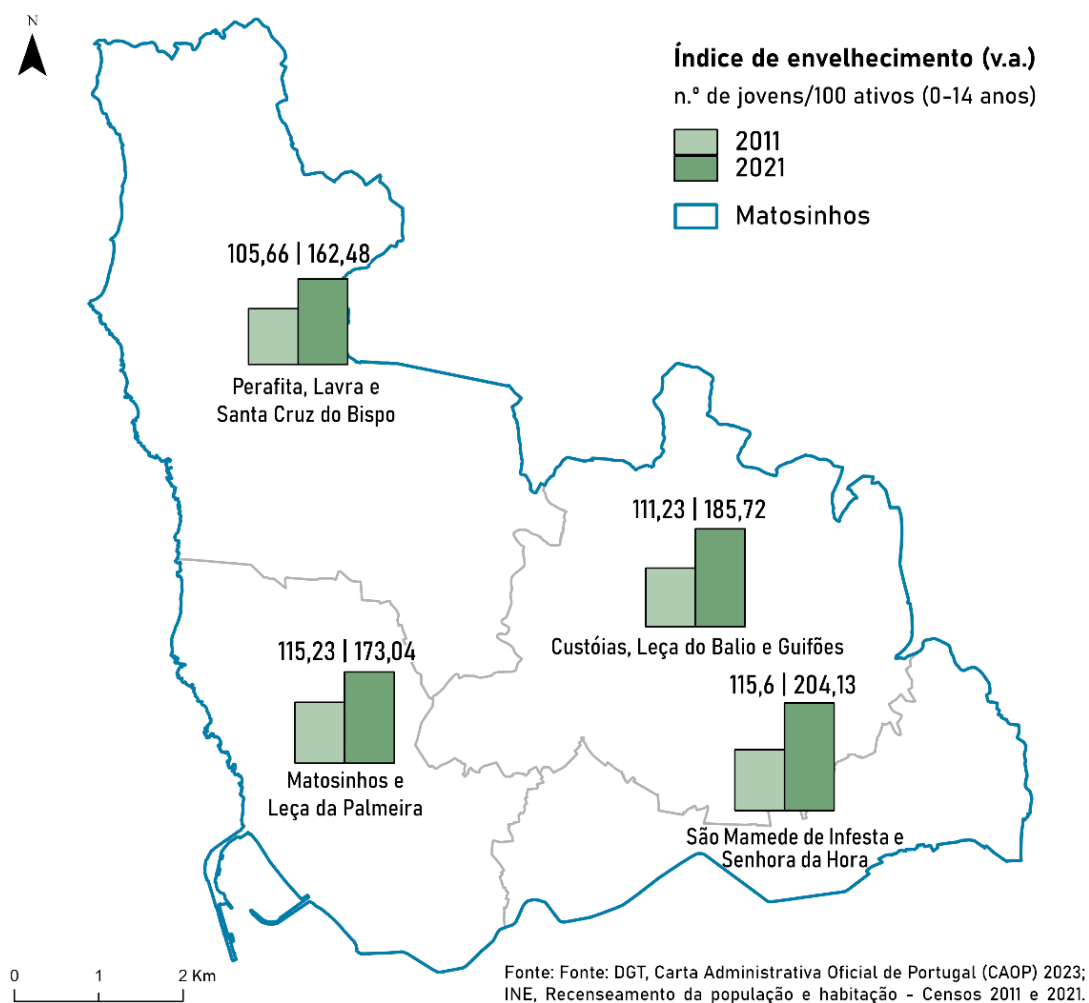 N
Índice de envelhecimento (v.a.)
n.º de jovens/100 ativos (0-14 anos)
2011
2021
Matosinhos
105,66 | 162,48
Perafita, Lavra e
Santa Cruz do Bispo
111,23 | 185,72
Custóias, Leça do Balio e Guifões
115,23 | 173,04
Matosinhos e
Leça da Palmeira
115,6 | 204,13
São Mamede de Infesta e
Senhora da Hora
0 1 2 Km
Fonte: Fonte: DGT, Carta Administrativa Oficial de Portugal (CAOP) 2023;
INE, Recenseamento da população e habitação - Censos 2011 e 2021.